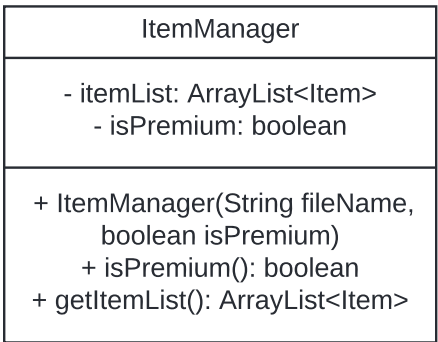 ItemManager
- itemList: ArrayList<Item>
- isPremium: boolean
+ ItemManager(String fileName,
boolean isPremium)
+ isPremium(): boolean
+ getItemList(): ArrayList<Item>